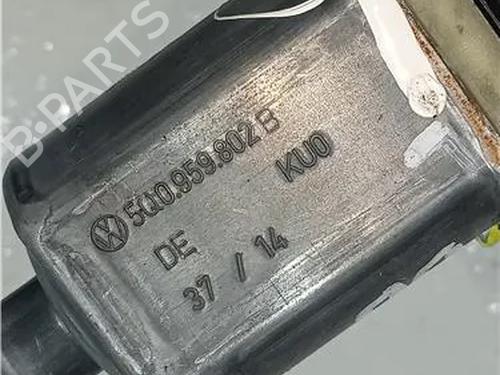 5Q0.959.802 B
DE KU0
37 / 14
B-PARTS